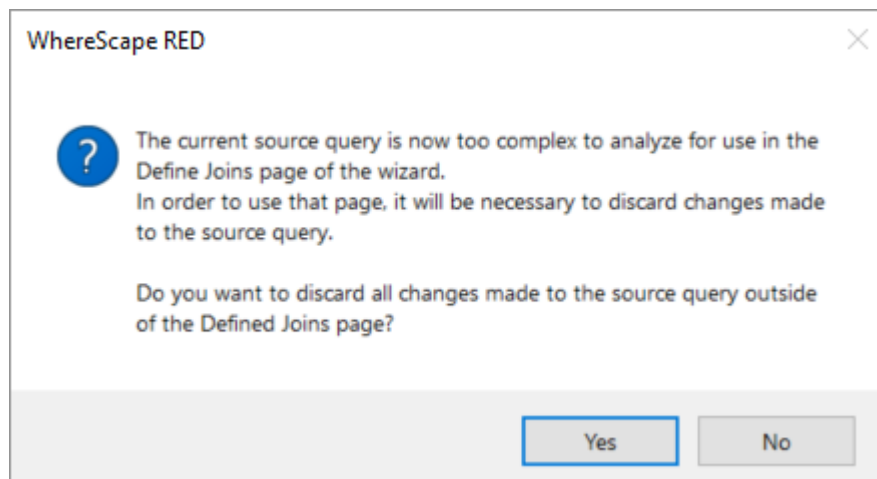 WhereScape RED
?
The current source query is now too complex to analyze for use in the
Define Joins page of the wizard.
In order to use that page, it will be necessary to discard changes made
to the source query.
Do you want to discard all changes made to the source query outside
of the Defined Joins page?
Yes
No